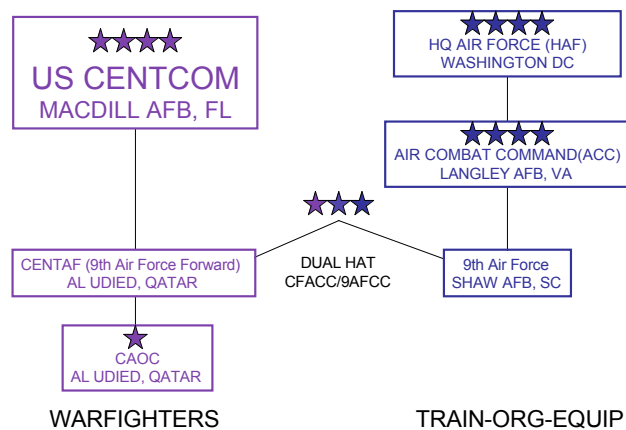 US CENTCOM
MACDILL AFB, FL
HQ AIR FORCE (HAF)
WASHINGTON DC
AIR COMBAT COMMAND(ACC)
LANGLEY AFB, VA
CENTAF (9th Air Force Forward)
AL UDIED, QATAR
DUAL HAT
CFACC/9AFCC
9th Air Force
SHAW AFB, SC
CAOC
AL UDIED, QATAR
WARFIGHTERS
TRAIN-ORG-EQUIP